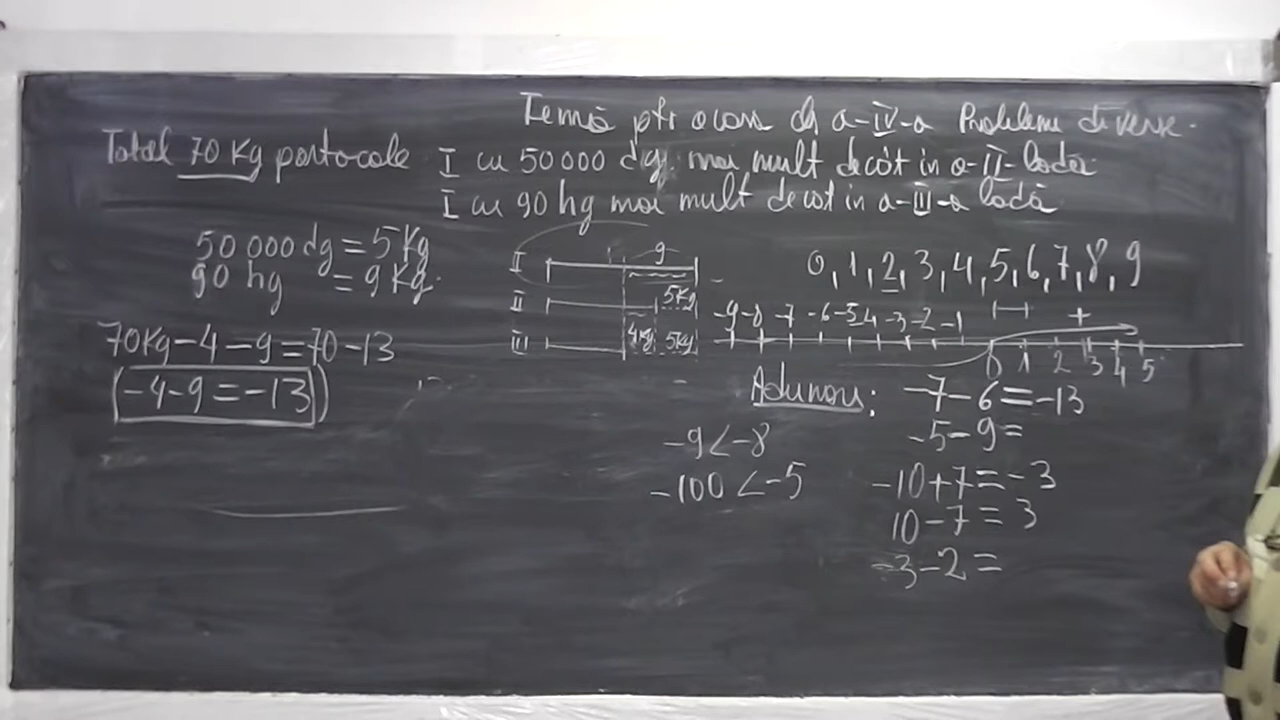 Temă ptr acasă cls a-IV-a Probleme diverse.
Total 70 Kg portocale I cu 50 000 dg mai mult decât în a-II-ladă
I cu 90 hg mai mult decât în a-III-a ladă
50 000 dg = 5 Kg
90 hg = 9 Kg.
70Kg-4-9=70-13
(-4-9=-13)
I 9
II 5Kg
III 4Kg 5Kg
0,1,2,3,4,5,6,7,8,9
-9 -8 -7 -6 -5 -4 -3 -2 -1 +
0 1 2 3 4 5
Adunare:
-7-6=-13
-5-9=
-10+7=-3
10-7=3
-3-2=
-9<-8
-100<-5